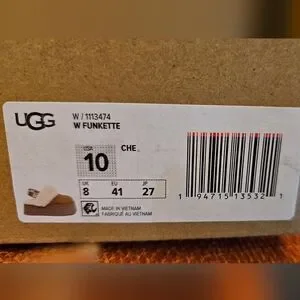 UGG
W / 1113474
W FUNKETTE
USA
10
CHE
UK EU JP
8 41 27
MADE IN VIETNAM
FABRIQUÉ AU VIETNAM
1 94715 13532 1